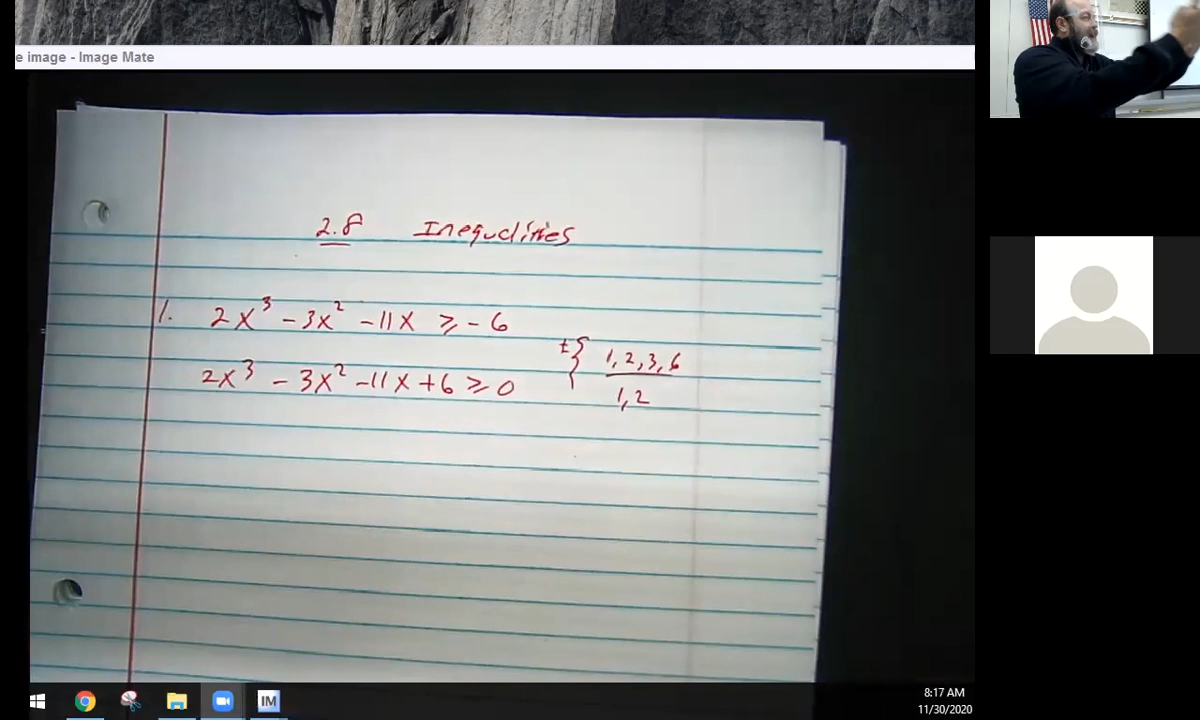 e image - Image Mate
2.8 Inequalities
1. 2x³ - 3x² - 11x ≥ -6
2x³ - 3x² - 11x + 6 ≥ 0
± { 1, 2, 3, 6
1, 2
IM
8:17 AM
11/30/2020